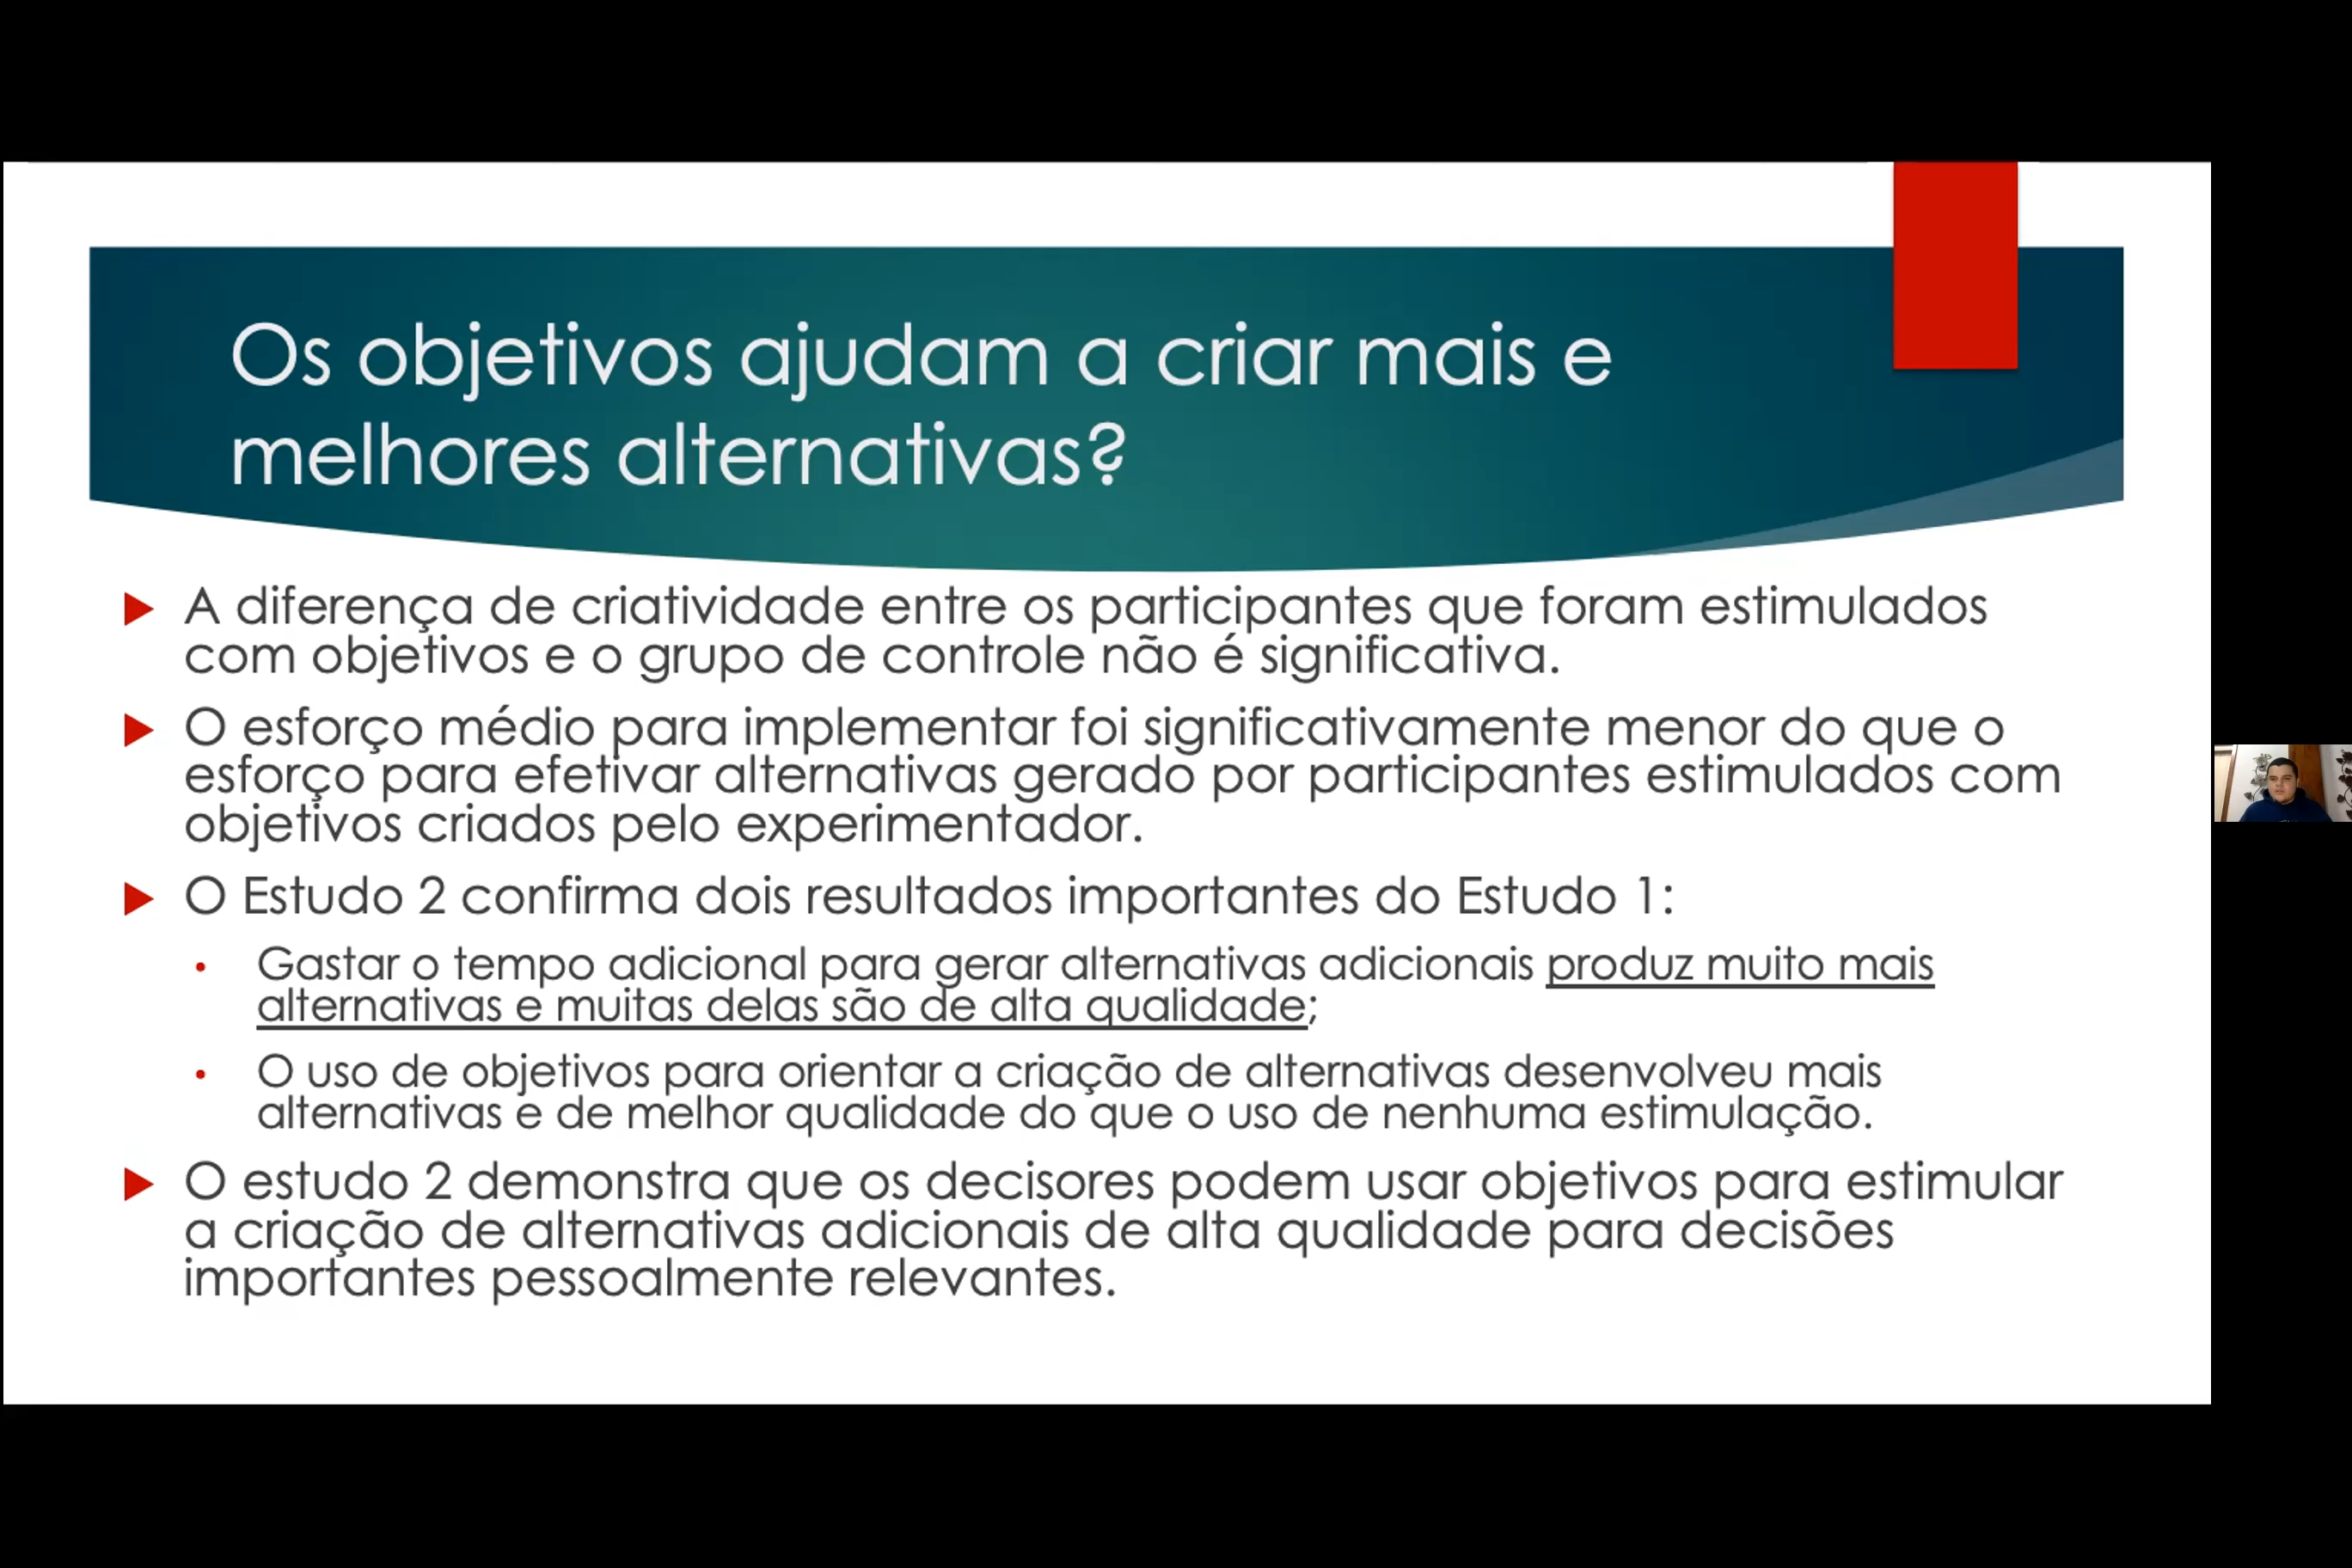 Os objetivos ajudam a criar mais e
melhores alternativas?
A diferença de criatividade entre os participantes que foram estimulados
com objetivos e o grupo de controle não é significativa.
O esforço médio para implementar foi significativamente menor do que o
esforço para efetivar alternativas gerado por participantes estimulados com
objetivos criados pelo experimentador.
O Estudo 2 confirma dois resultados importantes do Estudo 1:
Gastar o tempo adicional para gerar alternativas adicionais produz muito mais
alternativas e muitas delas são de alta qualidade;
O uso de objetivos para orientar a criação de alternativas desenvolveu mais
alternativas e de melhor qualidade do que o uso de nenhuma estimulação.
O estudo 2 demonstra que os decisores podem usar objetivos para estimular
a criação de alternativas adicionais de alta qualidade para decisões
importantes pessoalmente relevantes.